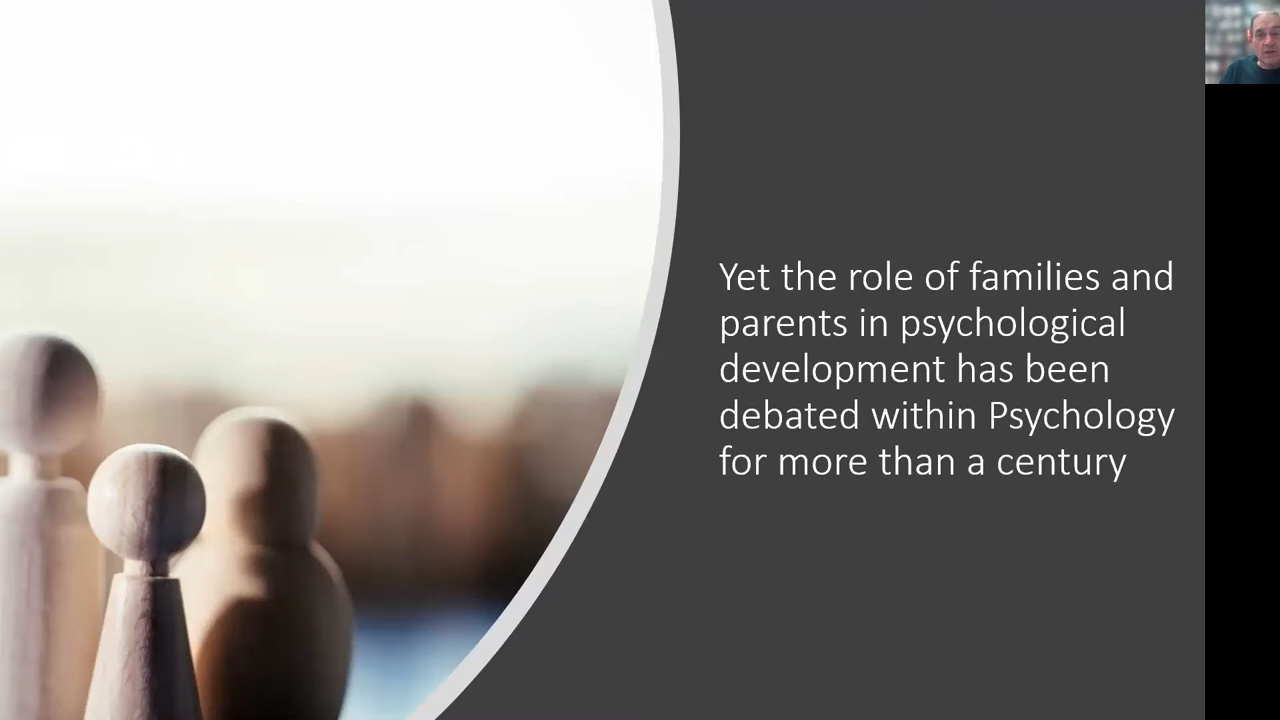 Yet the role of families and
parents in psychological
development has been
debated within Psychology
for more than a century